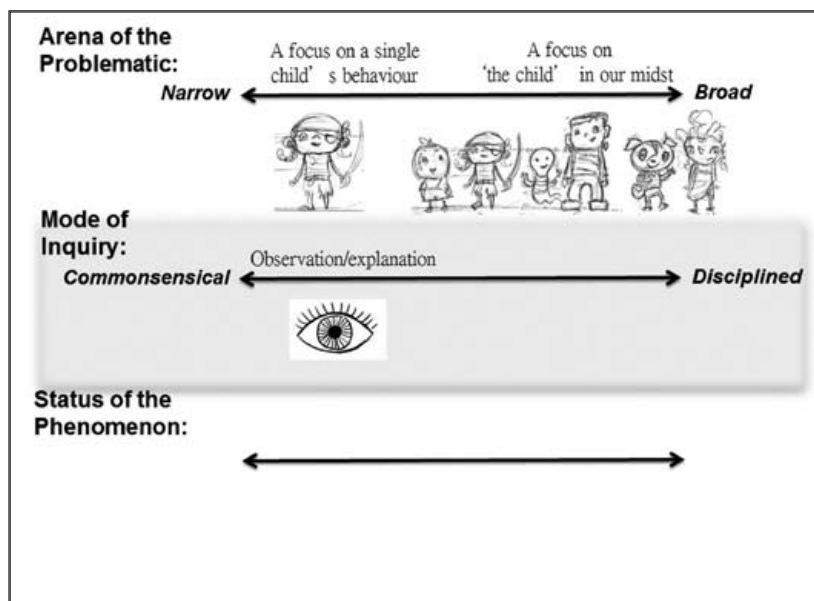 Arena of the
Problematic:
A focus on a single
child’ s behaviour
A focus on
‘the child’ in our midst
Narrow
Broad
Mode of
Inquiry:
Observation/explanation
Commonsensical
Disciplined
Status of the
Phenomenon: